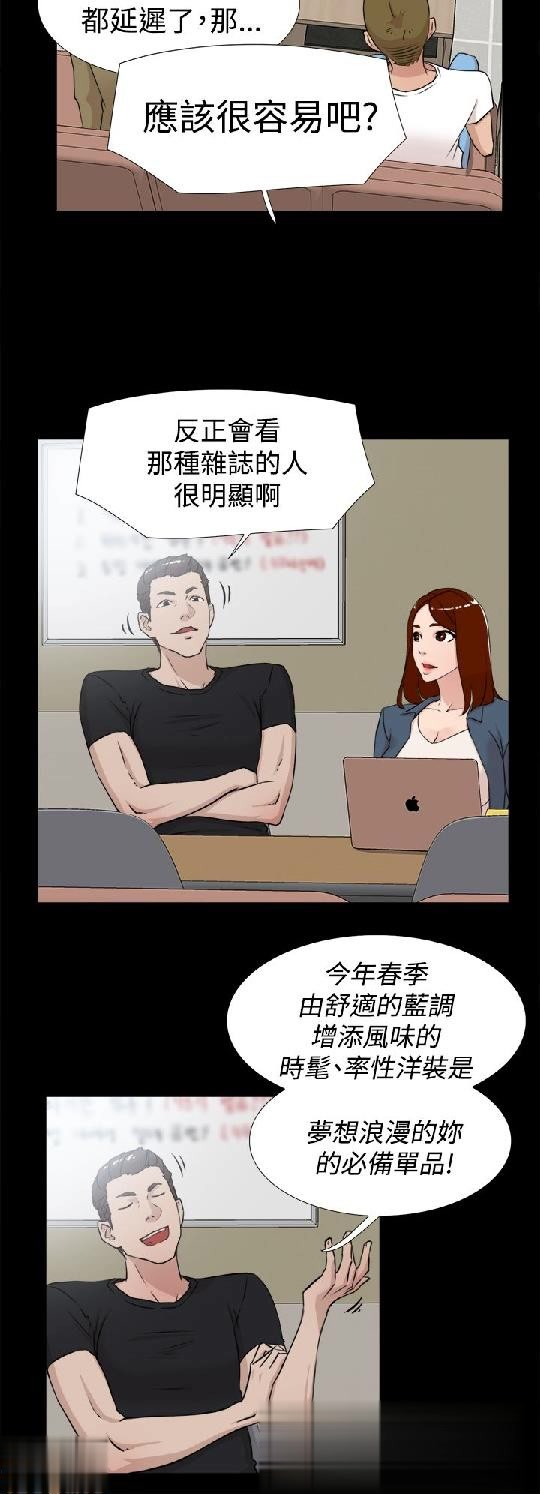 都延遲了,那...
應該很容易吧?
反正會看
那種雜誌的人
很明顯啊
今年春季
由舒適的藍調
增添風味的
時髦、率性洋裝是
夢想浪漫的妳
的必備單品!